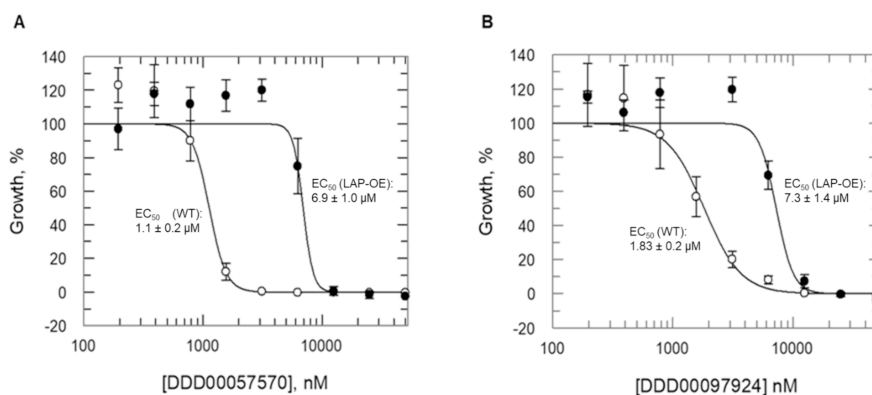 A
140
120
100
80
60
40
20
0
-20
Growth, %
EC50 (WT):
1.1 ± 0.2 µM
EC50 (LAP-OE):
6.9 ± 1.0 µM
100
1000
10000
[DDD00057570], nM
B
140
120
100
80
60
40
20
0
-20
Growth, %
EC50 (WT):
1.83 ± 0.2 µM
EC50 (LAP-OE):
7.3 ± 1.4 µM
100
1000
10000
[DDD00097924] nM